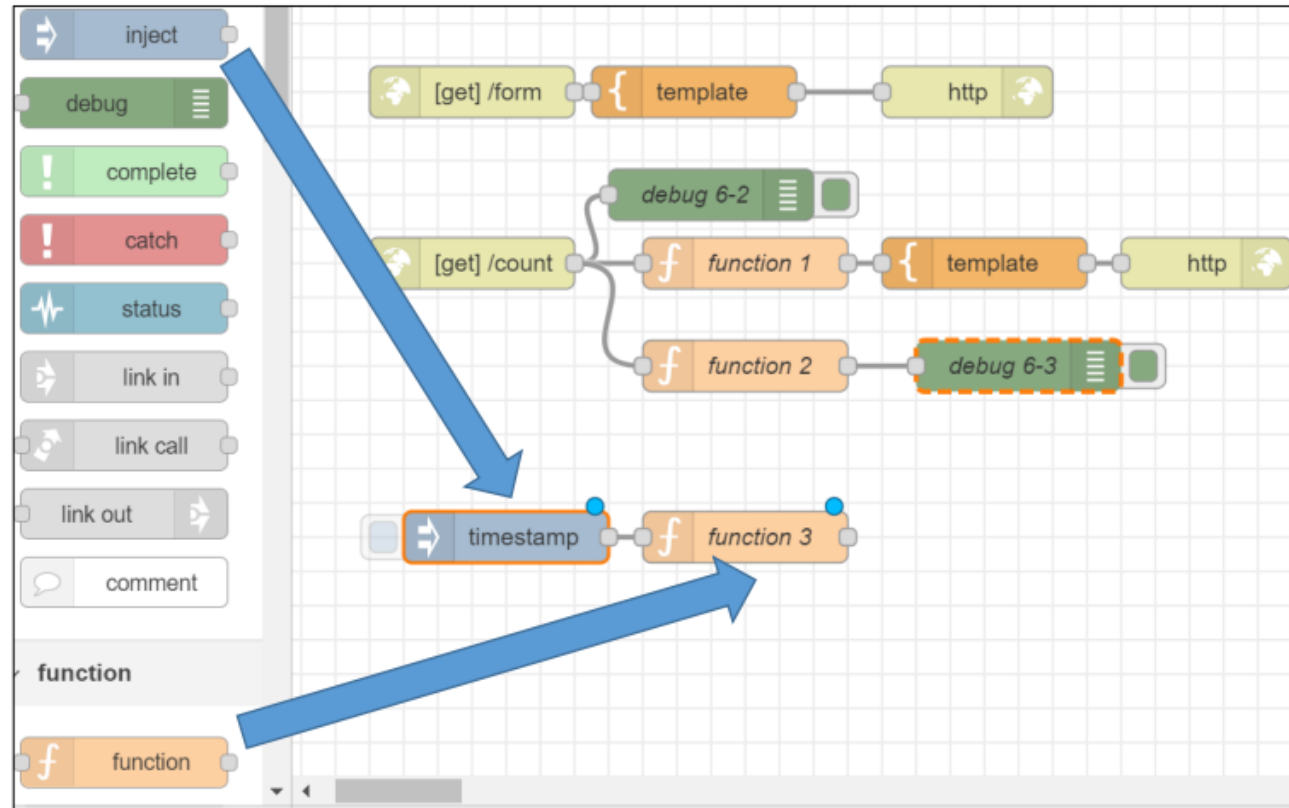 inject
debug
complete
catch
status
link in
link call
link out
comment
function
function
[get] /form
template
http
debug 6-2
[get] /count
function 1
template
http
function 2
debug 6-3
timestamp
function 3